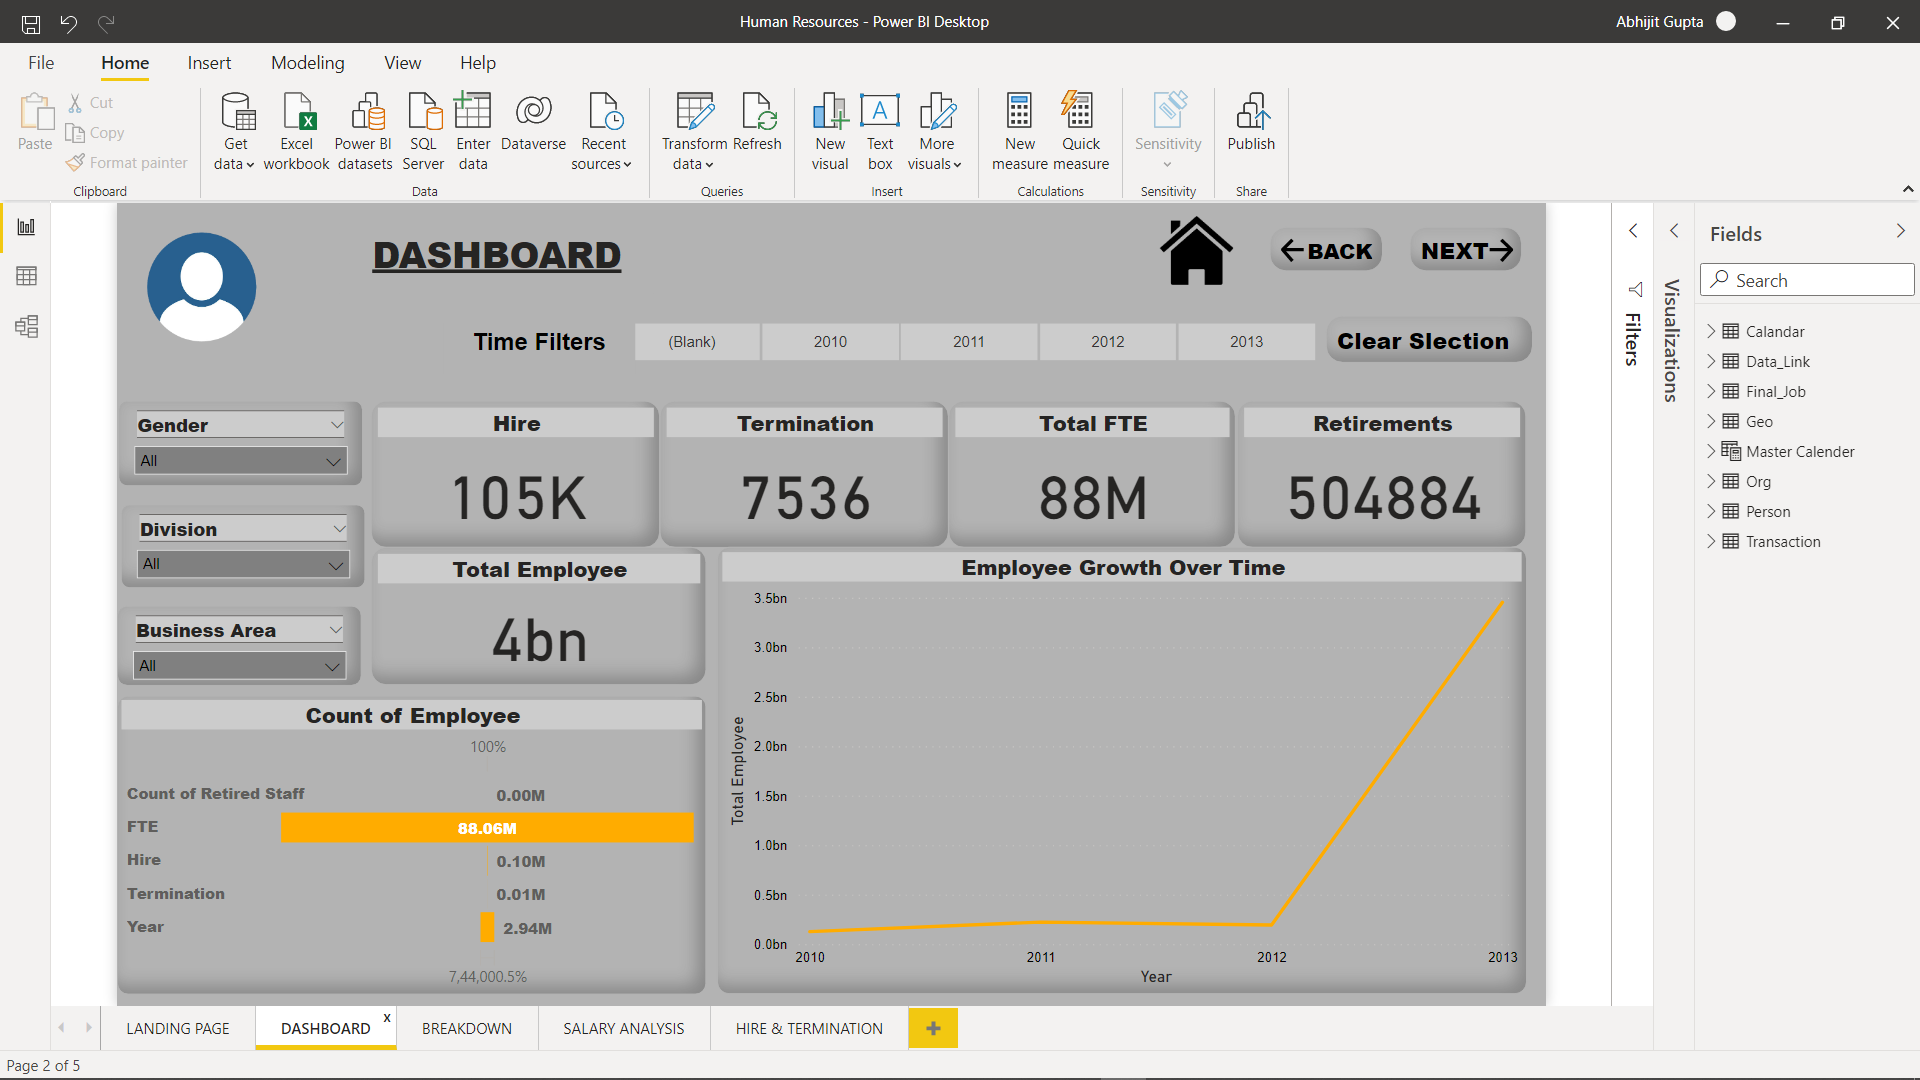 Human Resources - Power BI Desktop
Abhijit Gupta
File Home Insert Modeling View Help
Paste
Cut
Copy
Format painter
Clipboard
Get data
Excel workbook
Power BI datasets
SQL Server
Enter data
Dataverse
Recent sources
Data
Transform data
Refresh
Queries
New visual
Text box
More visuals
Insert
New measure
Quick measure
Calculations
Sensitivity
Sensitivity
Publish
Share
DASHBOARD
BACK
NEXT
Time Filters
(Blank) 2010 2011 2012 2013
Clear Slection
Gender
All
Division
All
Business Area
All
Hire
105K
Termination
7536
Total FTE
88M
Retirements
504884
Total Employee
4bn
Count of Employee
100%
Count of Retired Staff 0.00M
FTE 88.06M
Hire 0.10M
Termination 0.01M
Year 2.94M
7,44,000.5%
Employee Growth Over Time
3.5bn
3.0bn
2.5bn
2.0bn
1.5bn
1.0bn
0.5bn
0.0bn
Total Employee
2010 2011 2012 2013
Year
Filters
Visualizations
Fields
Search
Calandar
Data_Link
Final_Job
Geo
Master Calender
Org
Person
Transaction
LANDING PAGE DASHBOARD x BREAKDOWN SALARY ANALYSIS HIRE & TERMINATION
Page 2 of 5